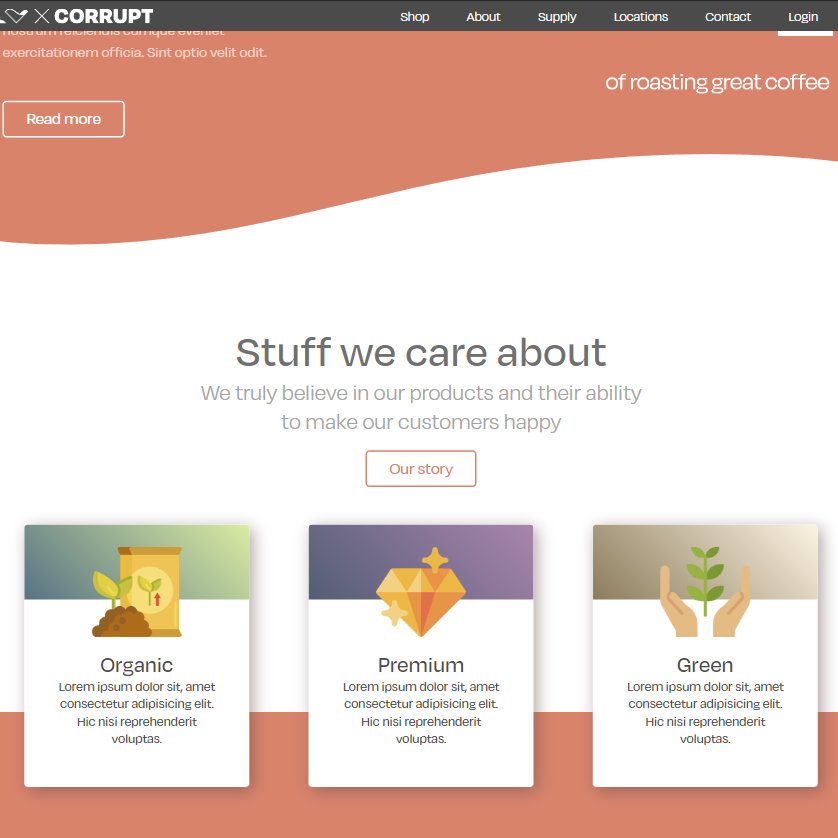 CORRUPT
Shop About Supply Locations Contact Login
nostrum reiciendis cumque eveniet
exercitationem officia. Sint optio velit odit.
of roasting great coffee
Read more
Stuff we care about
We truly believe in our products and their ability
to make our customers happy
Our story
Organic
Lorem ipsum dolor sit, amet
consectetur adipisicing elit.
Hic nisi reprehenderit
voluptas.
Premium
Lorem ipsum dolor sit, amet
consectetur adipisicing elit.
Hic nisi reprehenderit
voluptas.
Green
Lorem ipsum dolor sit, amet
consectetur adipisicing elit.
Hic nisi reprehenderit
voluptas.